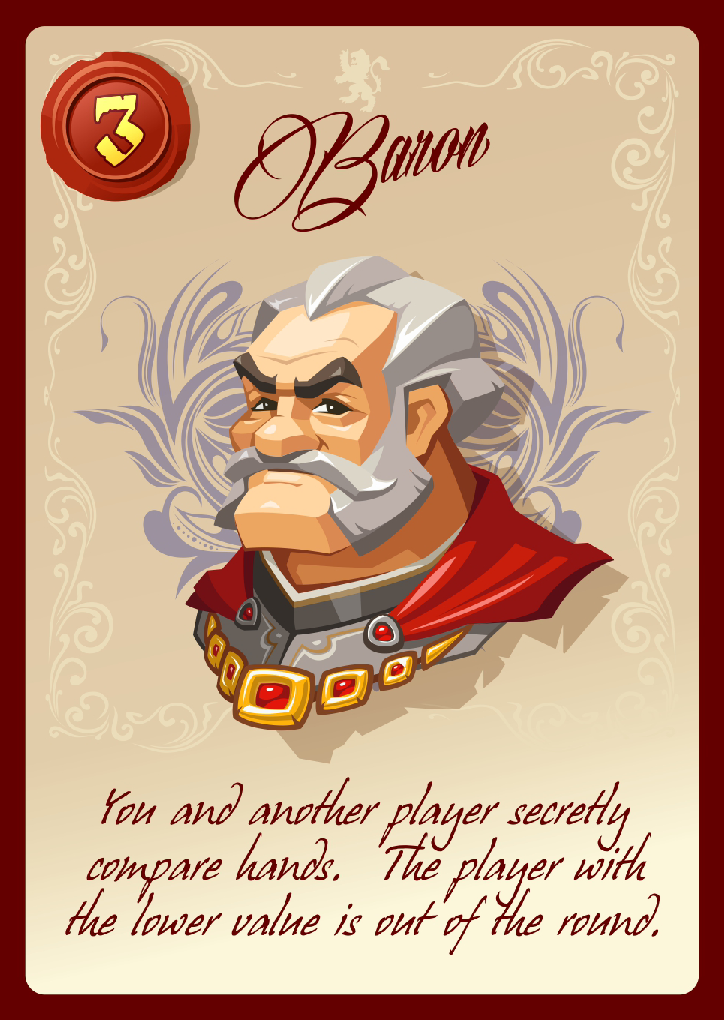 3
Baron
You and another player secretly
compare hands. The player with
the lower value is out of the round.